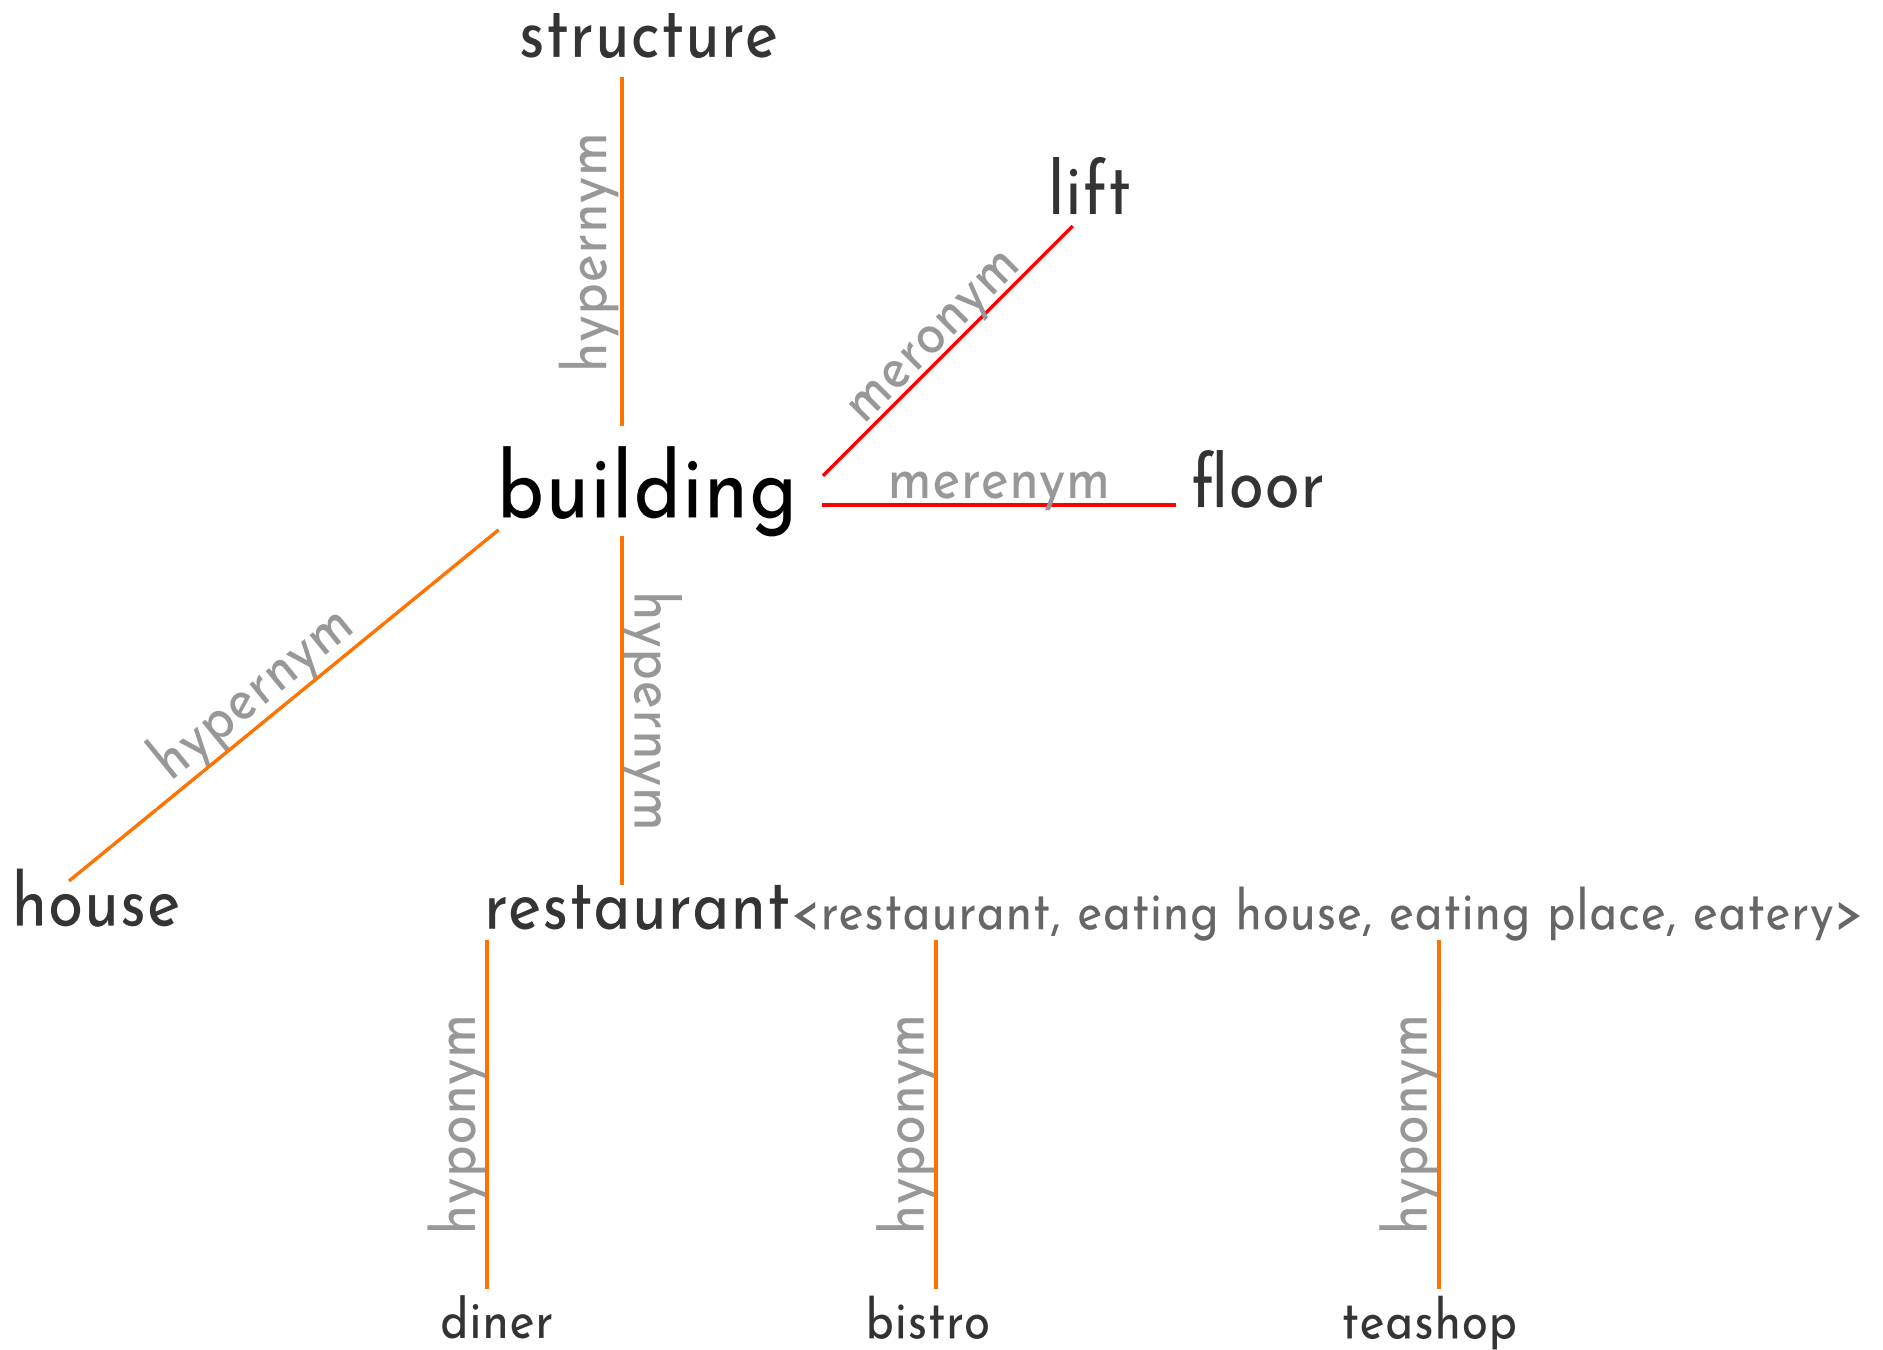 structure
hypernym
lift
meronym
building
merenym
floor
hypernym
hypernym
house
restaurant<restaurant, eating house, eating place, eatery>
hyponym
hyponym
hyponym
diner
bistro
teashop